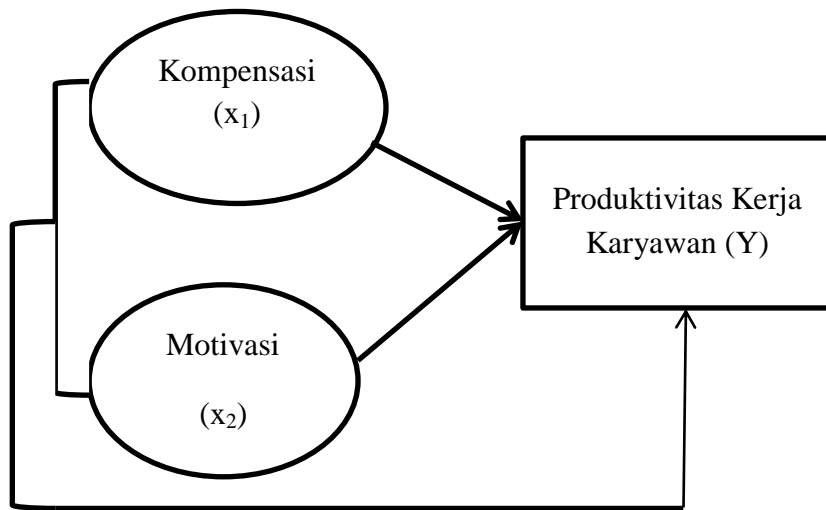 Kompensasi
(x₁)
Produktivitas Kerja
Karyawan (Y)
Motivasi
(x₂)